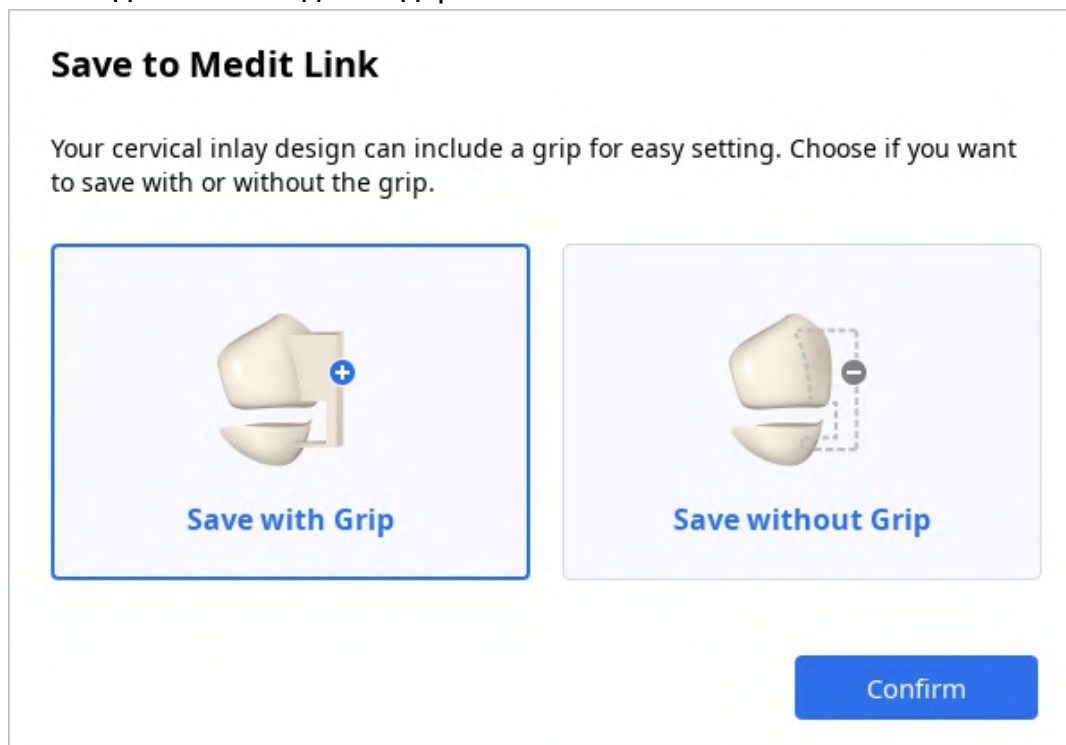 Save to Medit Link
Your cervical inlay design can include a grip for easy setting. Choose if you want
to save with or without the grip.
Save with Grip
Save without Grip
Confirm